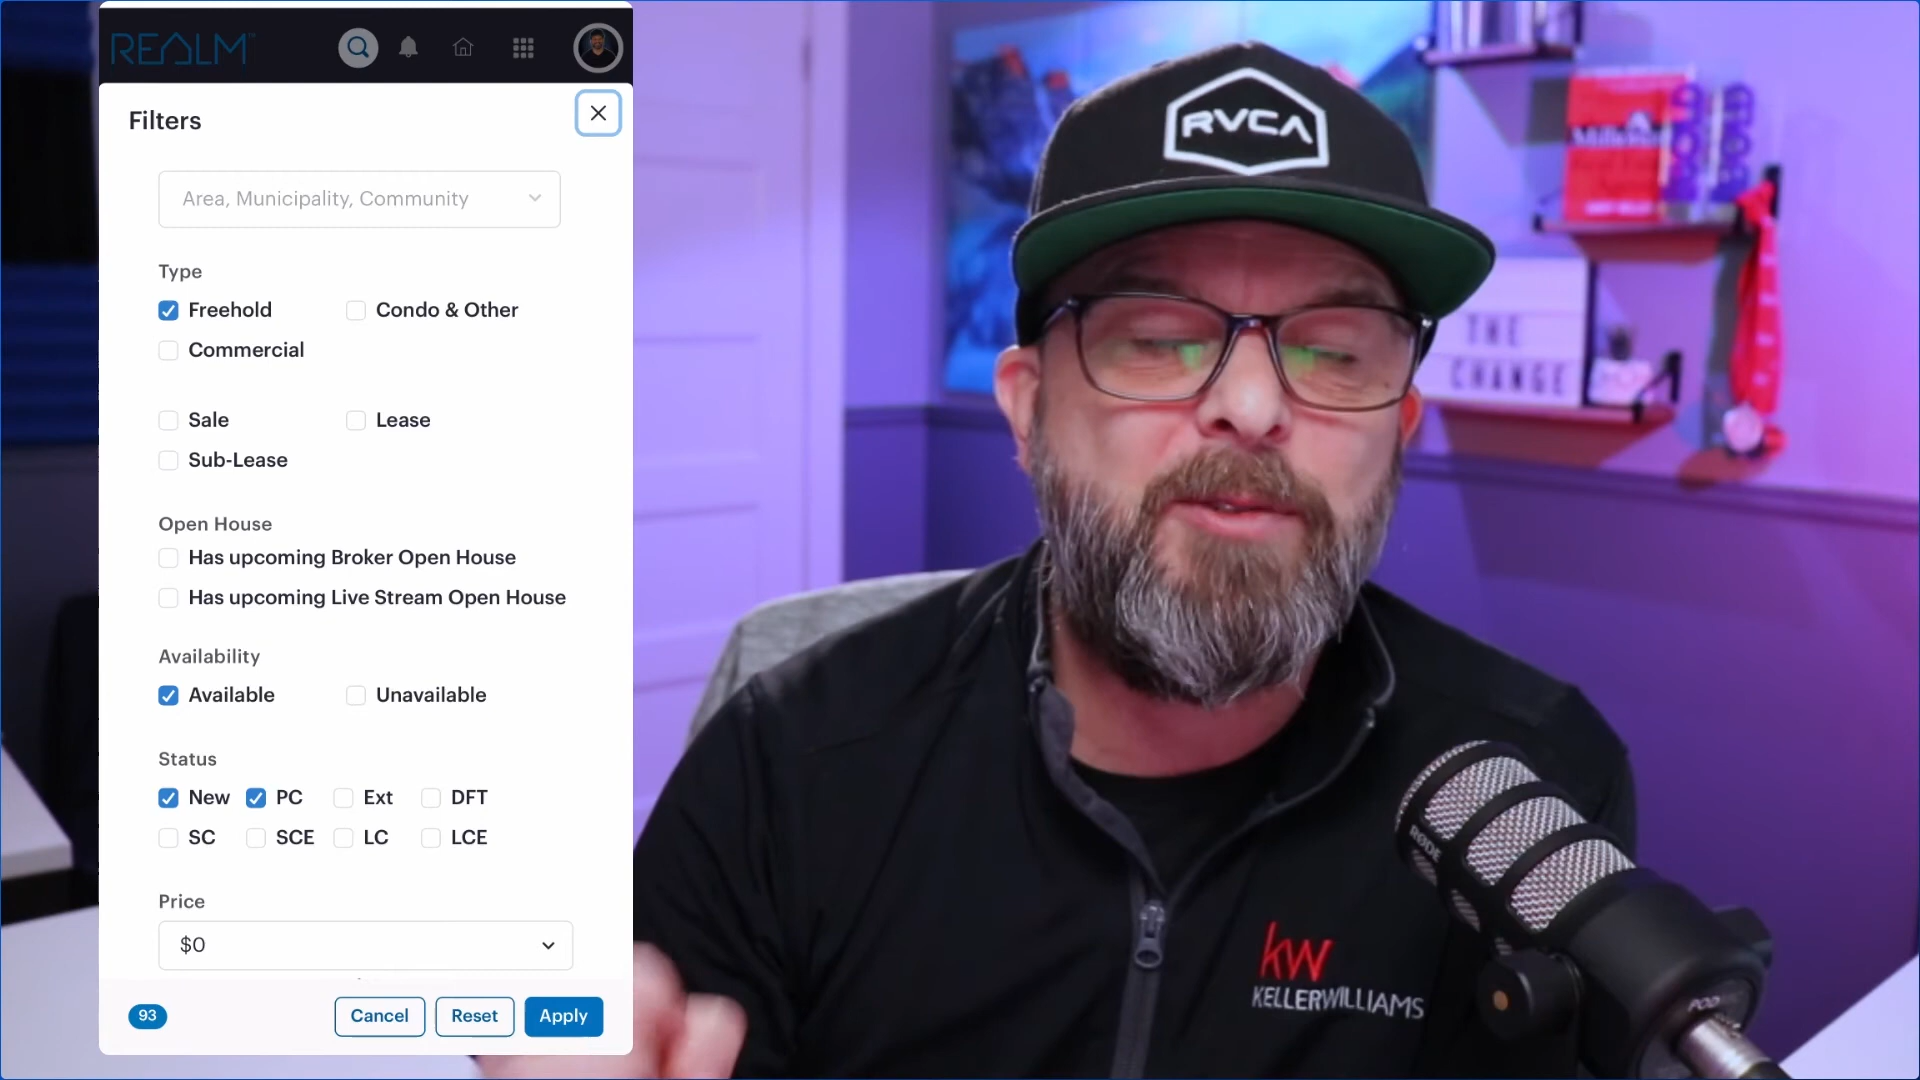 REALM
Filters
Area, Municipality, Community
Type
Freehold
Condo & Other
Commercial
Sale
Lease
Sub-Lease
Open House
Has upcoming Broker Open House
Has upcoming Live Stream Open House
Availability
Available
Unavailable
Status
New
PC
Ext
DFT
SC
SCE
LC
LCE
Price
$0
93
Cancel
Reset
Apply
RVCA
THE
CHANGE
RØDE
POD
kw
KELLERWILLIAMS